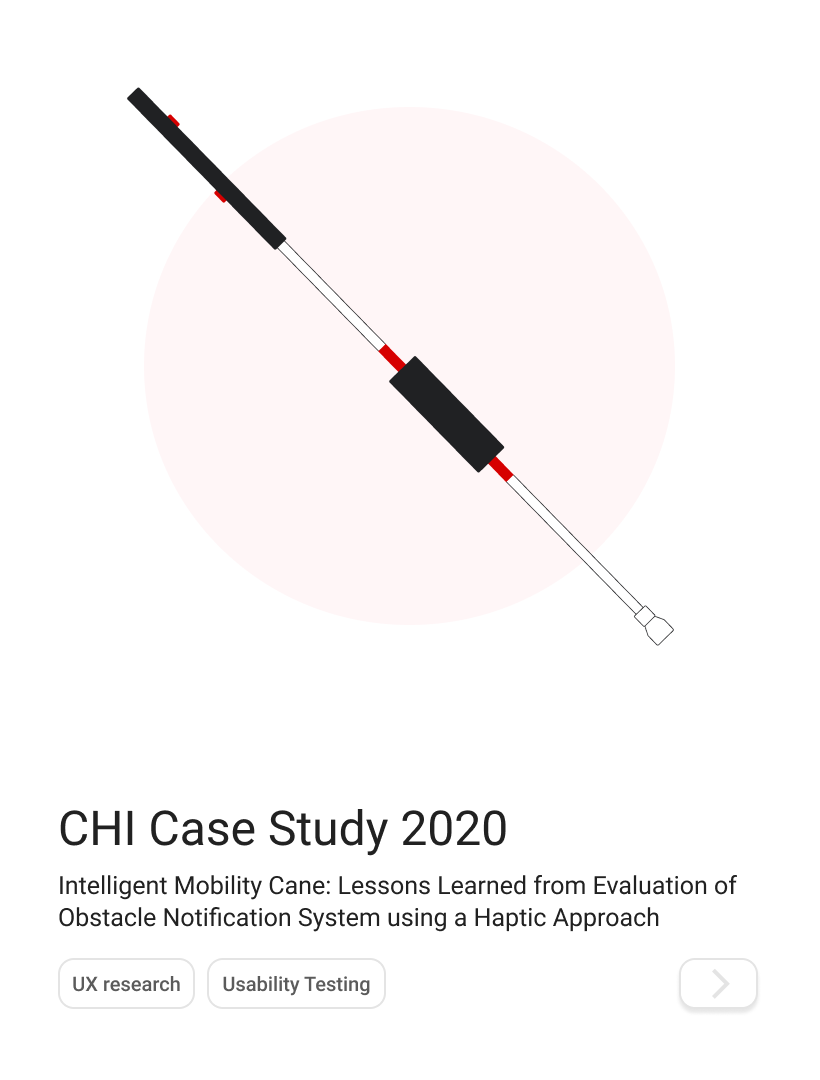 CHI Case Study 2020
Intelligent Mobility Cane: Lessons Learned from Evaluation of
Obstacle Notification System using a Haptic Approach
UX research
Usability Testing